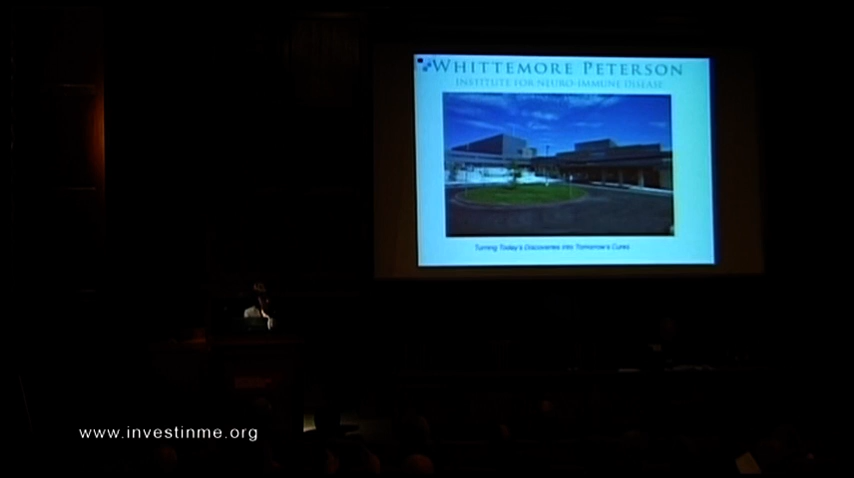 WHITTEMORE PETERSON
INSTITUTE FOR NEURO-IMMUNE DISEASE
Turning Today's Discoveries into Tomorrow's Cures
www.investinme.org